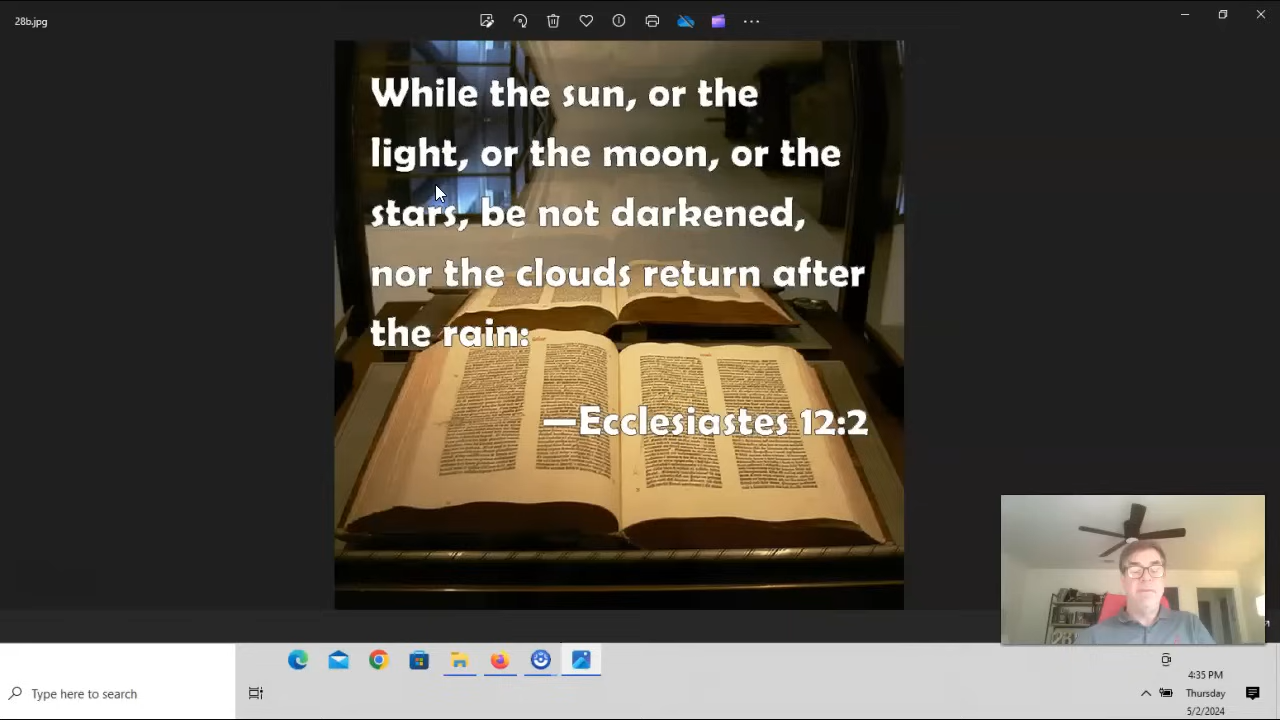 28b.jpg
While the sun, or the
light, or the moon, or the
stars, be not darkened,
nor the clouds return after
the rain:
—Ecclesiastes 12:2
Type here to search
4:35 PM
Thursday
5/2/2024